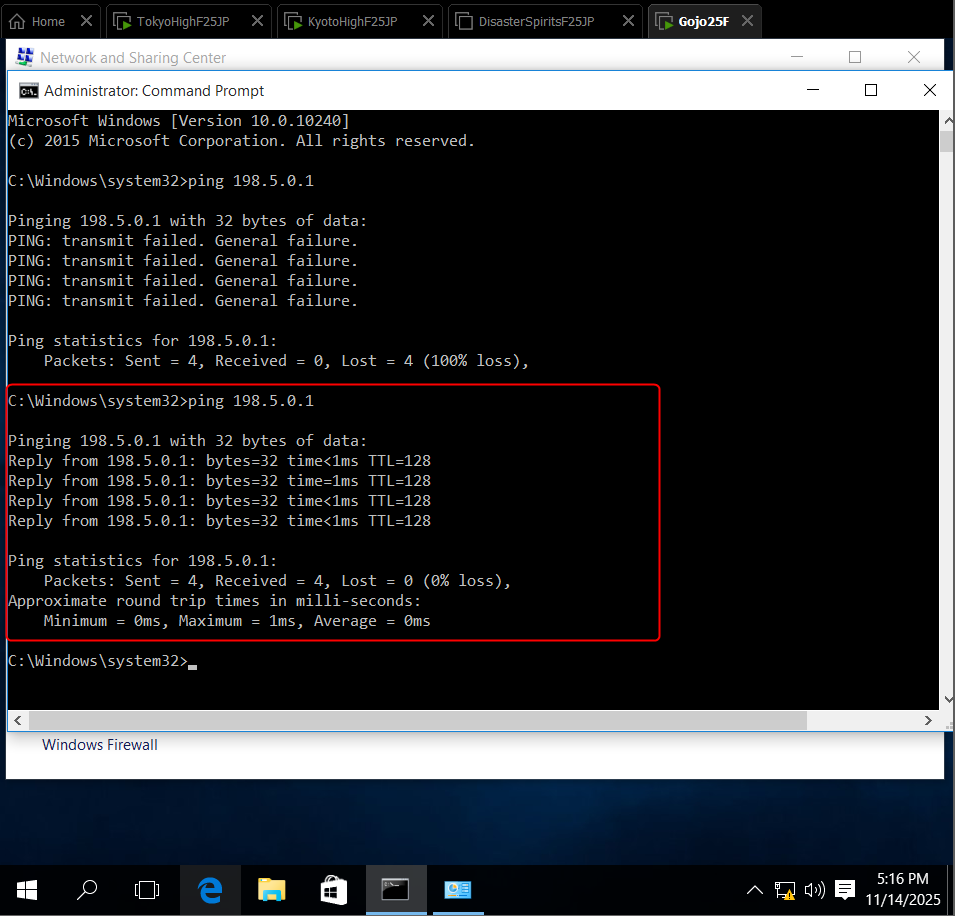 Home
TokyoHighF25JP
KyotoHighF25JP
DisasterSpiritsF25JP
Gojo25F
Network and Sharing Center
Administrator: Command Prompt
Microsoft Windows [Version 10.0.10240]
(c) 2015 Microsoft Corporation. All rights reserved.
C:\Windows\system32>ping 198.5.0.1
Pinging 198.5.0.1 with 32 bytes of data:
PING: transmit failed. General failure.
PING: transmit failed. General failure.
PING: transmit failed. General failure.
PING: transmit failed. General failure.
Ping statistics for 198.5.0.1:
    Packets: Sent = 4, Received = 0, Lost = 4 (100% loss),
C:\Windows\system32>ping 198.5.0.1
Pinging 198.5.0.1 with 32 bytes of data:
Reply from 198.5.0.1: bytes=32 time<1ms TTL=128
Reply from 198.5.0.1: bytes=32 time=1ms TTL=128
Reply from 198.5.0.1: bytes=32 time<1ms TTL=128
Reply from 198.5.0.1: bytes=32 time<1ms TTL=128
Ping statistics for 198.5.0.1:
    Packets: Sent = 4, Received = 4, Lost = 0 (0% loss),
Approximate round trip times in milli-seconds:
    Minimum = 0ms, Maximum = 1ms, Average = 0ms
C:\Windows\system32>
Windows Firewall
5:16 PM
11/14/2025